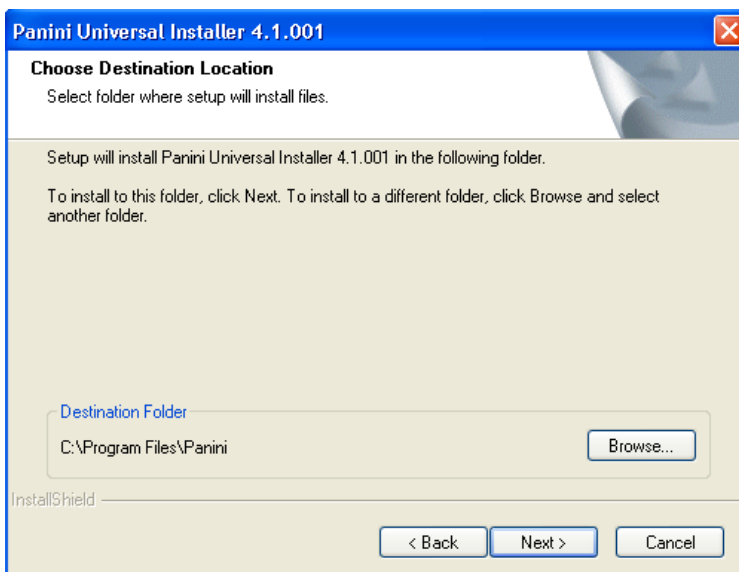 Panini Universal Installer 4.1.001
Choose Destination Location
Select folder where setup will install files.
Setup will install Panini Universal Installer 4.1.001 in the following folder.
To install to this folder, click Next. To install to a different folder, click Browse and select
another folder.
Destination Folder
C:\Program Files\Panini
Browse...
InstallShield
< Back
Next >
Cancel